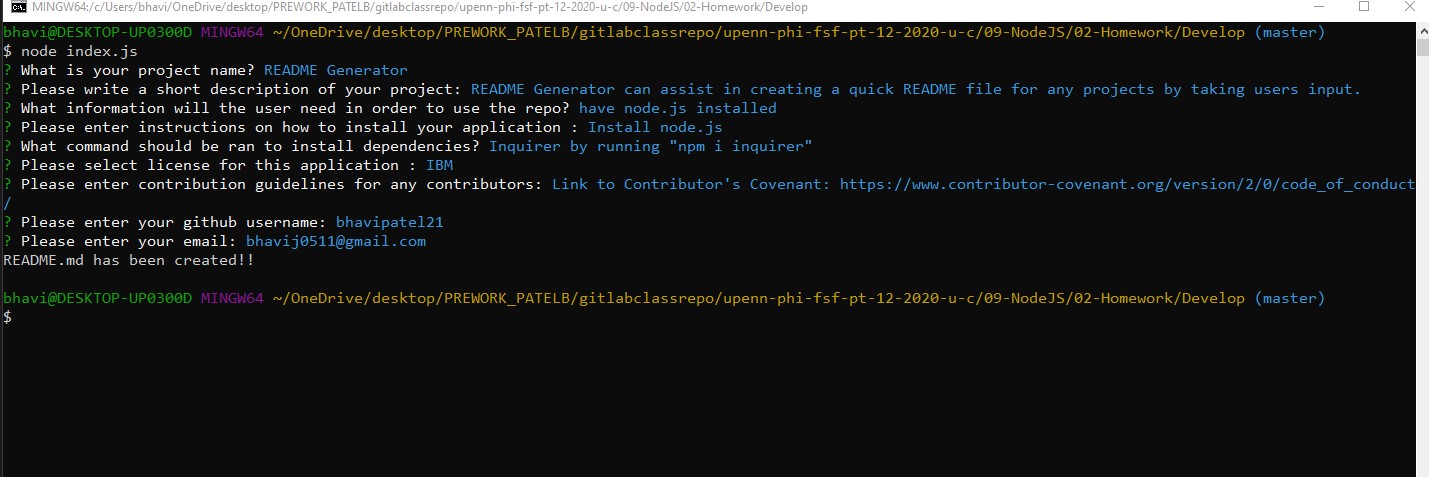 MINGW64:/c/Users/bhavi/OneDrive/desktop/PREWORK_PATELB/gitlabclassrepo/upenn-phi-fsf-pt-12-2020-u-c/09-NodeJS/02-Homework/Develop
bhavi@DESKTOP-UP0300D MINGW64 ~/OneDrive/desktop/PREWORK_PATELB/gitlabclassrepo/upenn-phi-fsf-pt-12-2020-u-c/09-NodeJS/02-Homework/Develop (master)
$ node index.js
? What is your project name? README Generator
? Please write a short description of your project: README Generator can assist in creating a quick README file for any projects by taking users input.
? What information will the user need in order to use the repo? have node.js installed
? Please enter instructions on how to install your application : Install node.js
? What command should be ran to install dependencies? Inquirer by running "npm i inquirer"
? Please select license for this application : IBM
? Please enter contribution guidelines for any contributors: Link to Contributor's Covenant: https://www.contributor-covenant.org/version/2/0/code_of_conduct
/
? Please enter your github username: bhavipatel21
? Please enter your email: bhavij0511@gmail.com
README.md has been created!!
bhavi@DESKTOP-UP0300D MINGW64 ~/OneDrive/desktop/PREWORK_PATELB/gitlabclassrepo/upenn-phi-fsf-pt-12-2020-u-c/09-NodeJS/02-Homework/Develop (master)
$